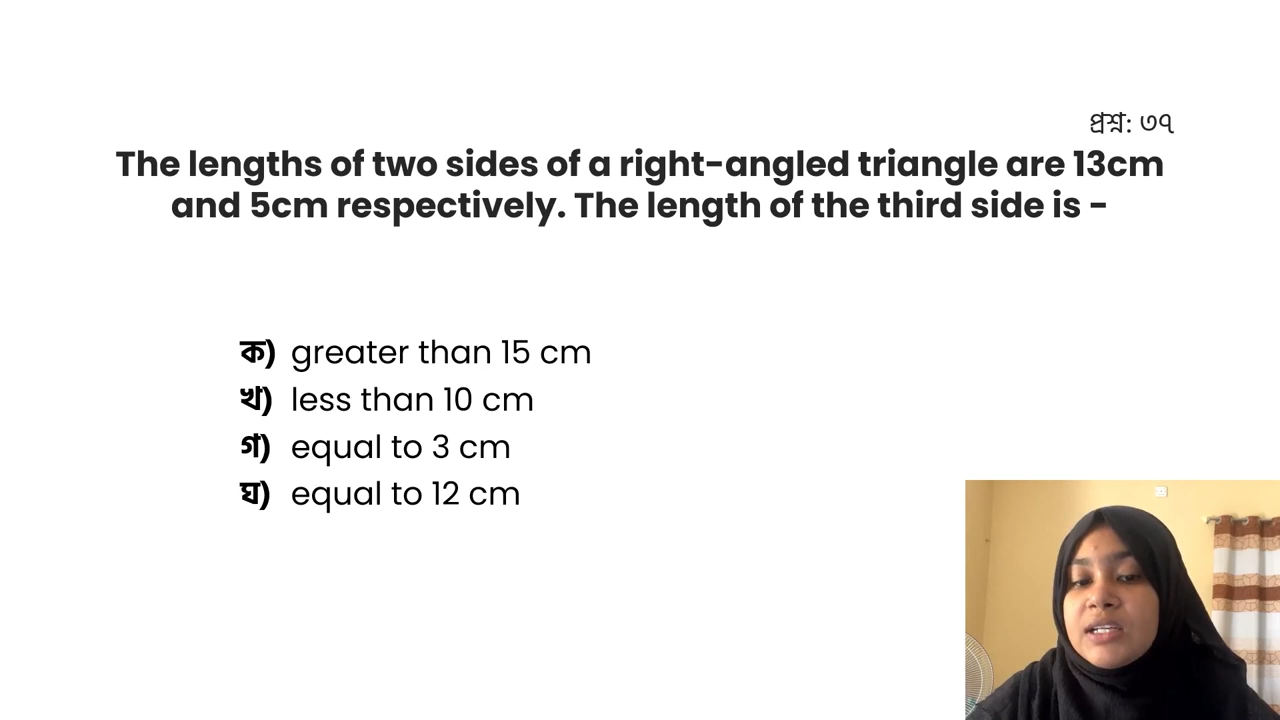 প্রশ্ন: ৩৭
The lengths of two sides of a right-angled triangle are 13cm
and 5cm respectively. The length of the third side is -
ক) greater than 15 cm
খ) less than 10 cm
গ) equal to 3 cm
ঘ) equal to 12 cm